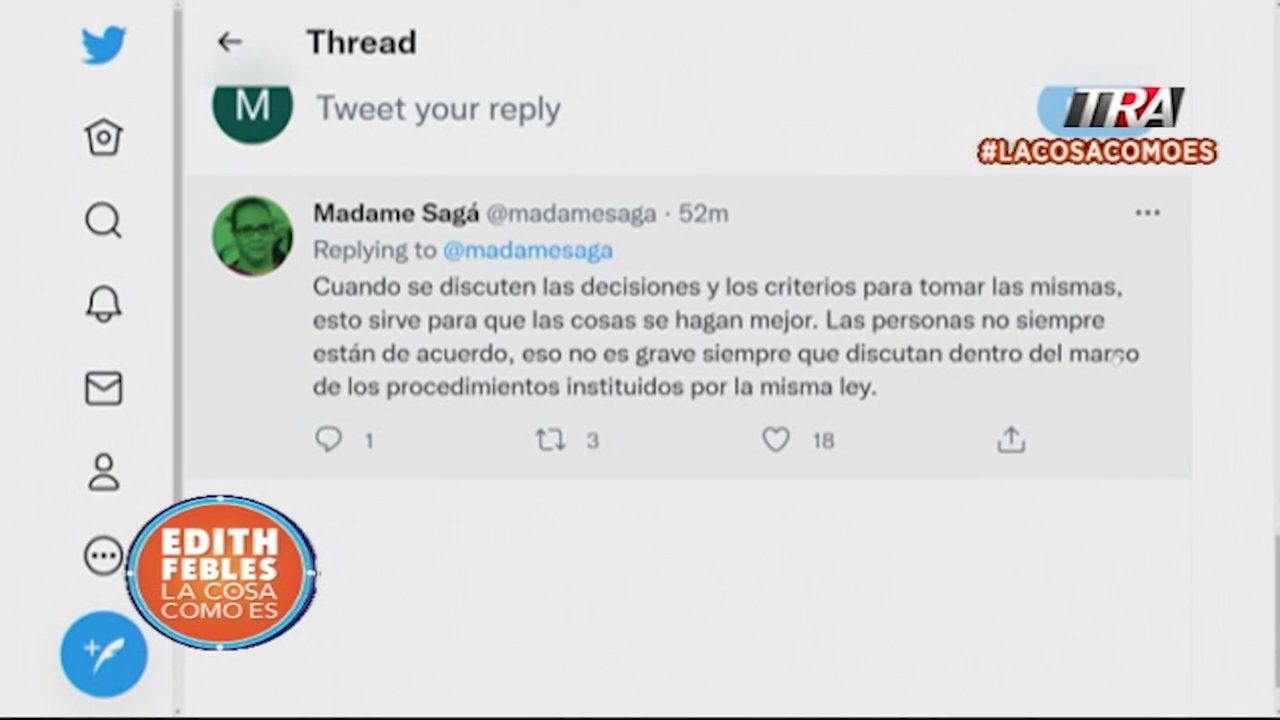 Thread
M
Tweet your reply
TRA
#LACOSACOMOES
Madame Sagá @madamesaga · 52m
Replying to @madamesaga
Cuando se discuten las decisiones y los criterios para tomar las mismas,
esto sirve para que las cosas se hagan mejor. Las personas no siempre
están de acuerdo, eso no es grave siempre que discutan dentro del marco
de los procedimientos instituidos por la misma ley.
1 3 18
EDITH
FEBLES
LA COSA
COMO ES